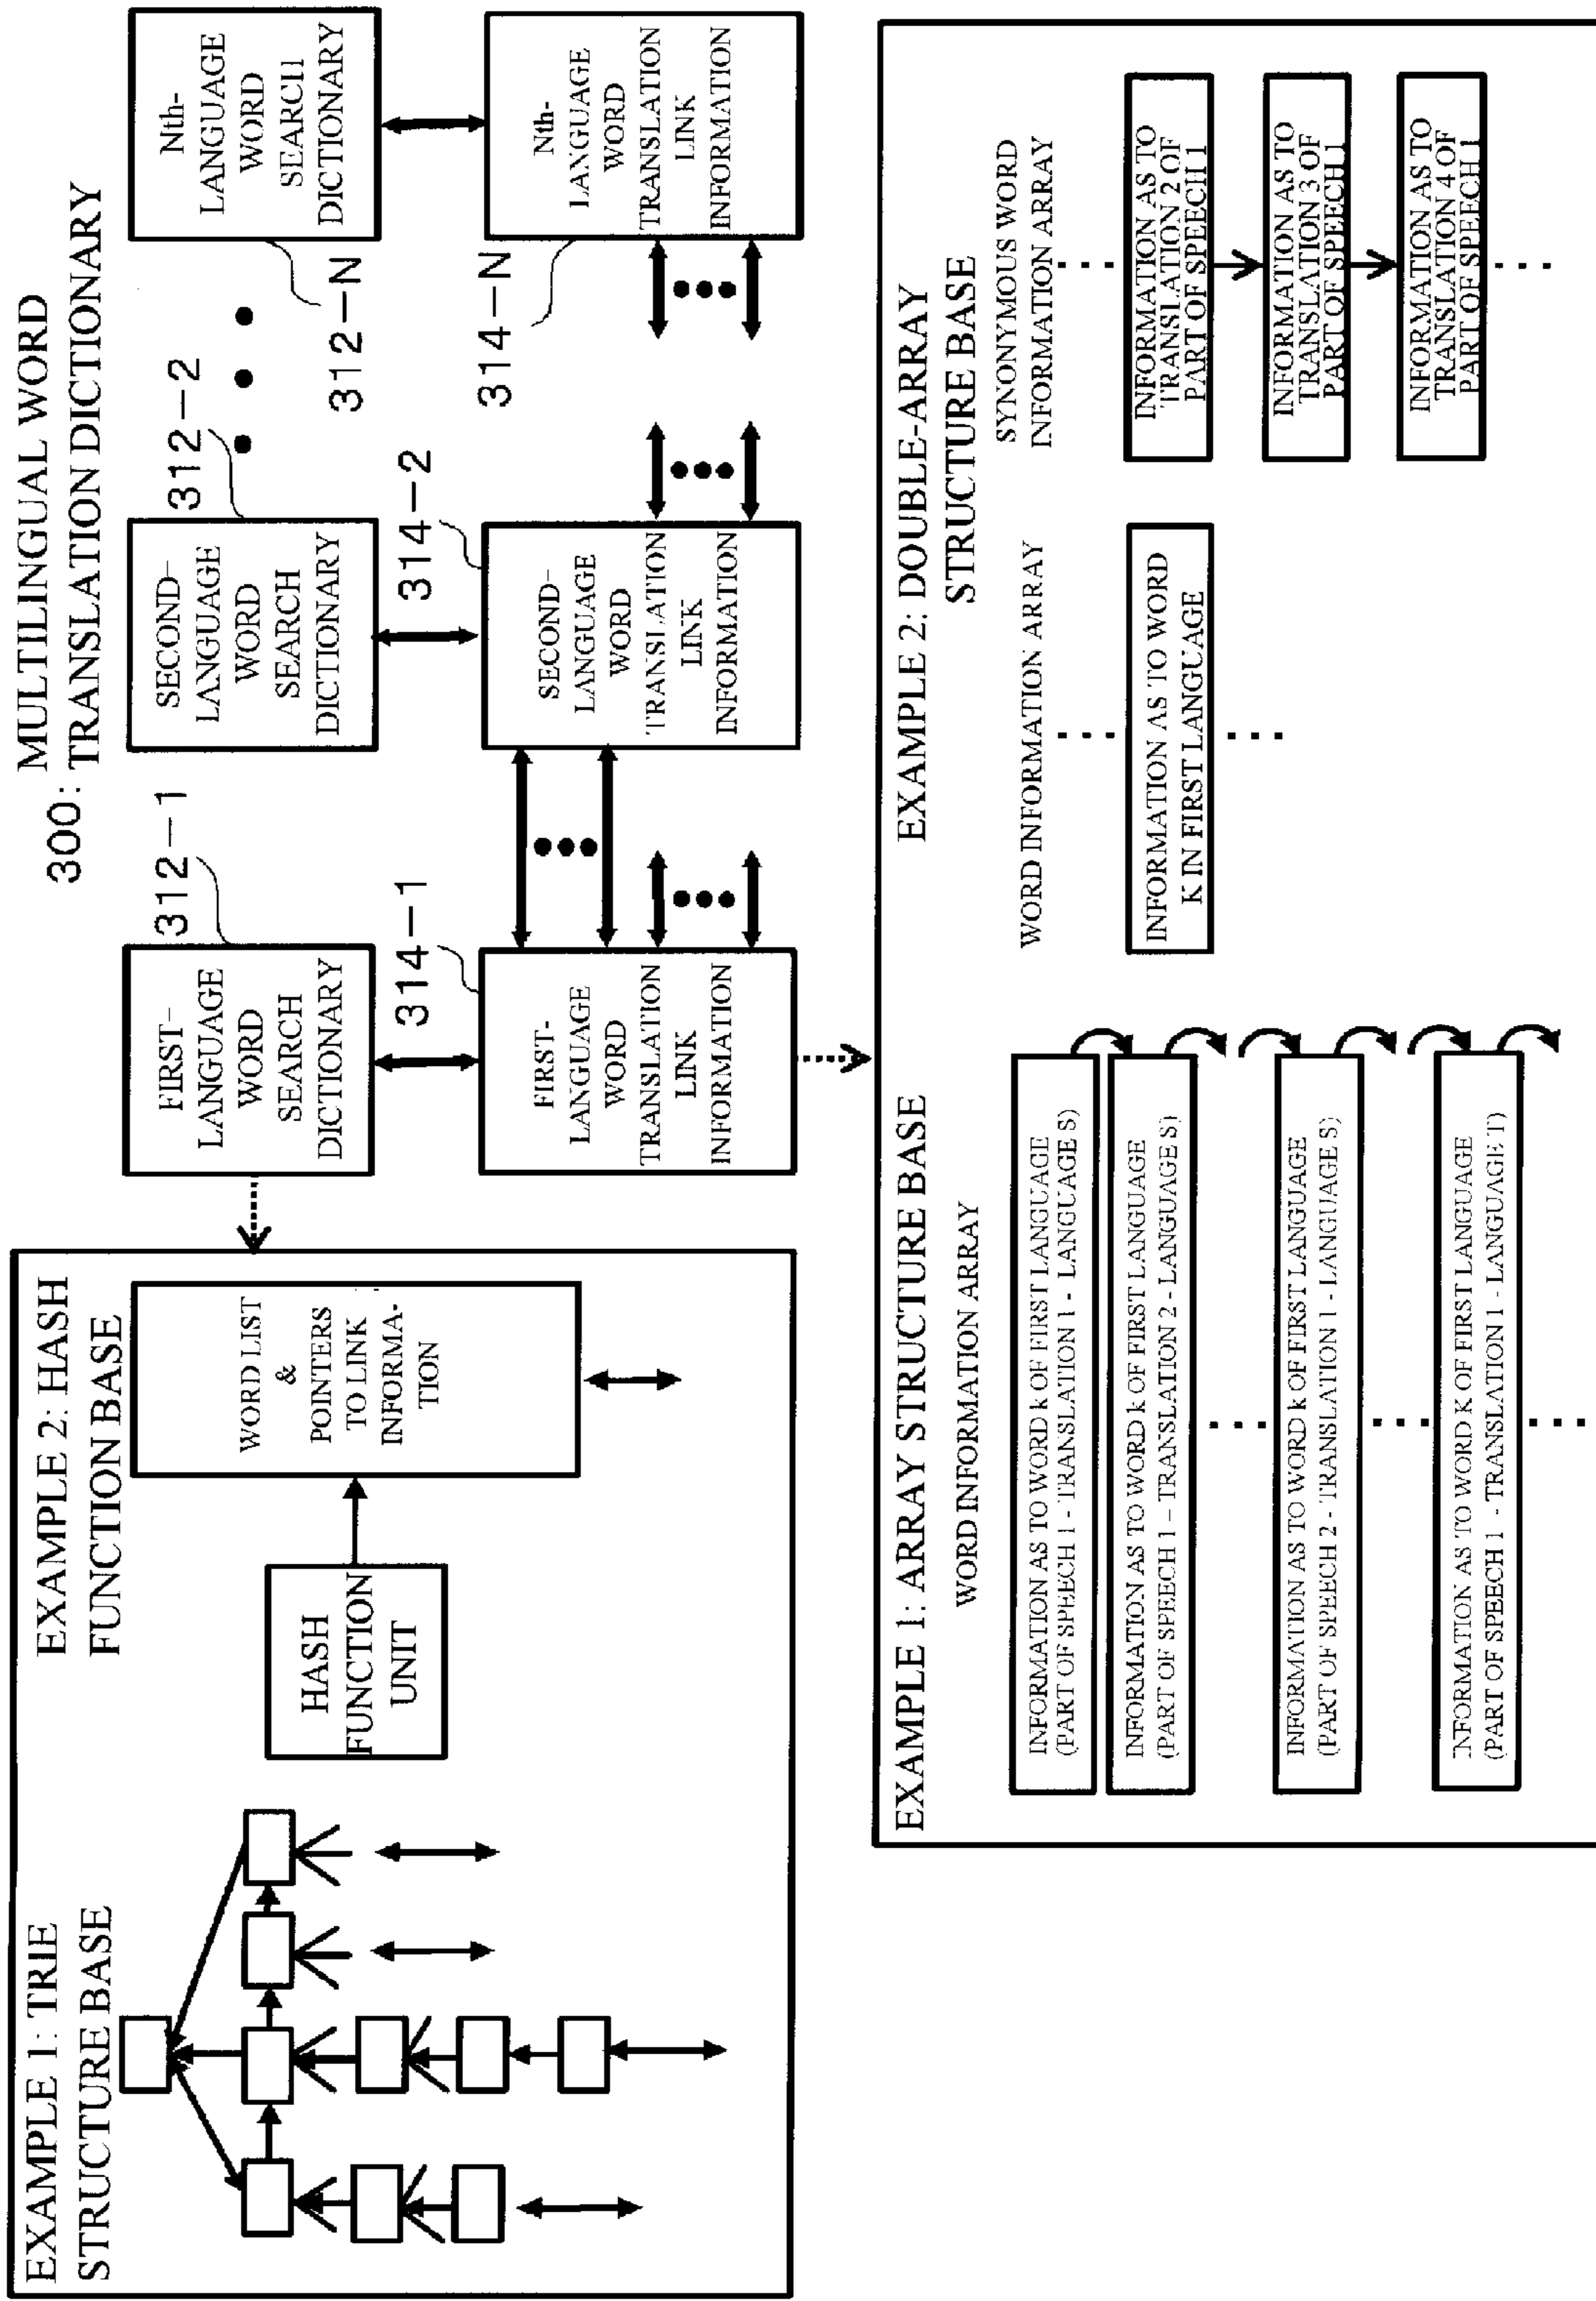 MULTILINGUAL WORD
300: TRANSLATION DICTIONARY
EXAMPLE 1: TRIE
STRUCTURE BASE
EXAMPLE 2: HASH
FUNCTION BASE
HASH
FUNCTION
UNIT
WORD LIST
&
POINTERS
TO LINK
INFORMA-
TION
312-1
FIRST-
LANGUAGE
WORD
SEARCH
DICTIONARY
312-2
SECOND-
LANGUAGE
WORD
SEARCH
DICTIONARY
312-N
Nth-
LANGUAGE
WORD
SEARCH
DICTIONARY
314-1
FIRST-
LANGUAGE
WORD
TRANSLATION
LINK
INFORMATION
314-2
SECOND-
LANGUAGE
WORD
TRANSLATION
LINK
INFORMATION
314-N
Nth-
LANGUAGE
WORD
TRANSLATION
LINK
INFORMATION
EXAMPLE 1: ARRAY STRUCTURE BASE
WORD INFORMATION ARRAY
INFORMATION AS TO WORD k OF FIRST LANGUAGE
(PART OF SPEECH 1 - TRANSLATION 1 - LANGUAGE S)
INFORMATION AS TO WORD k OF FIRST LANGUAGE
(PART OF SPEECH 1 - TRANSLATION 2 - LANGUAGE S)
INFORMATION AS TO WORD k OF FIRST LANGUAGE
(PART OF SPEECH 2 - TRANSLATION 1 - LANGUAGE S)
INFORMATION AS TO WORD K OF FIRST LANGUAGE
(PART OF SPEECH 1 - TRANSLATION 1 - LANGUAGE T)
EXAMPLE 2: DOUBLE-ARRAY
STRUCTURE BASE
WORD INFORMATION ARRAY
INFORMATION AS TO WORD
K IN FIRST LANGUAGE
SYNONYMOUS WORD
INFORMATION ARRAY
INFORMATION AS TO
TRANSLATION 2 OF
PART OF SPEECH 1
INFORMATION AS TO
TRANSLATION 3 OF
PART OF SPEECH 1
INFORMATION AS TO
TRANSLATION 4 OF
PART OF SPEECH 1